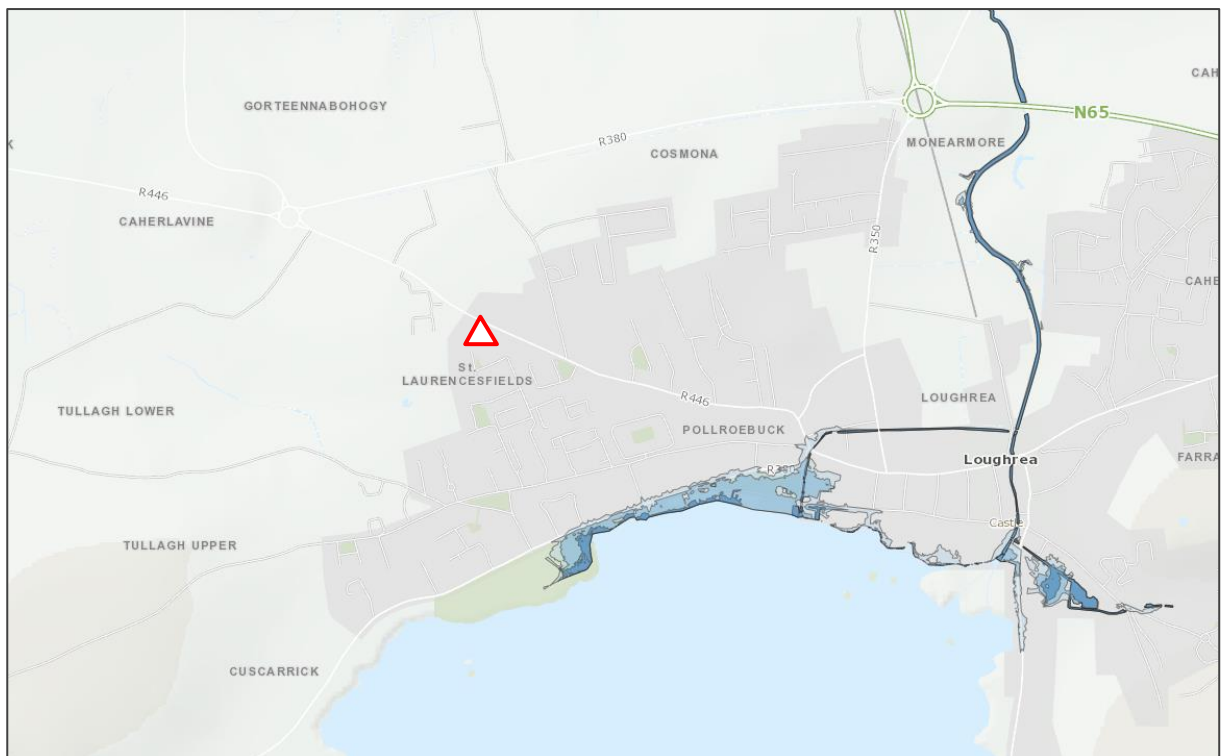 CAH
GORTEENNABOHOGY
N65
R380
MONEARMORE
K
COSMONA
R446
CAHERLAVINE
R350
CAHE
St.
LAURENCESFIELDS
R446
LOUGHREA
TULLAGH LOWER
POLLROEBUCK
Loughrea
FARRA
Castle
TULLAGH UPPER
CUSCARRICK